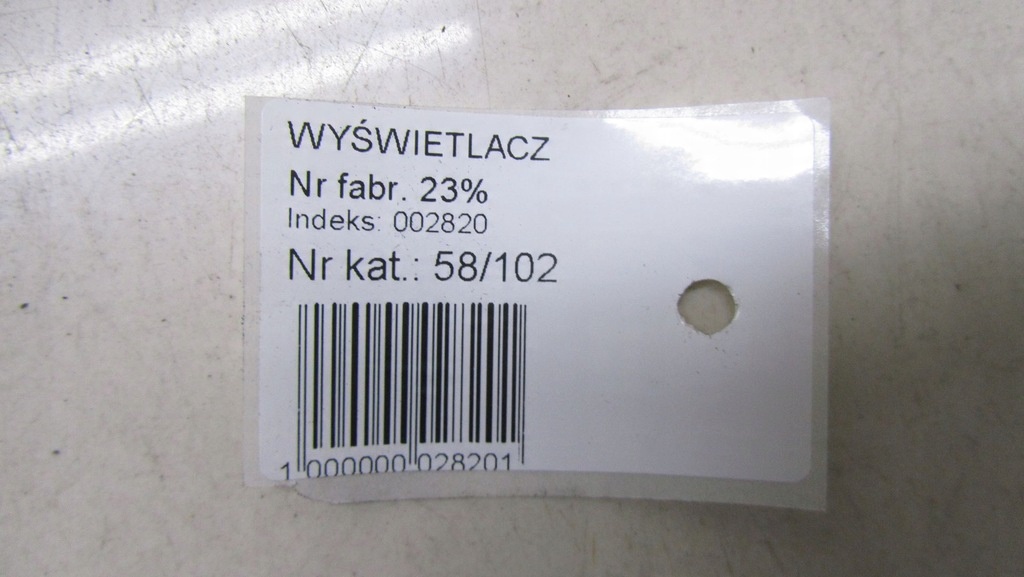 WYŚWIETLACZ
Nr fabr. 23%
Indeks: 002820
Nr kat.: 58/102
1 000000 028201